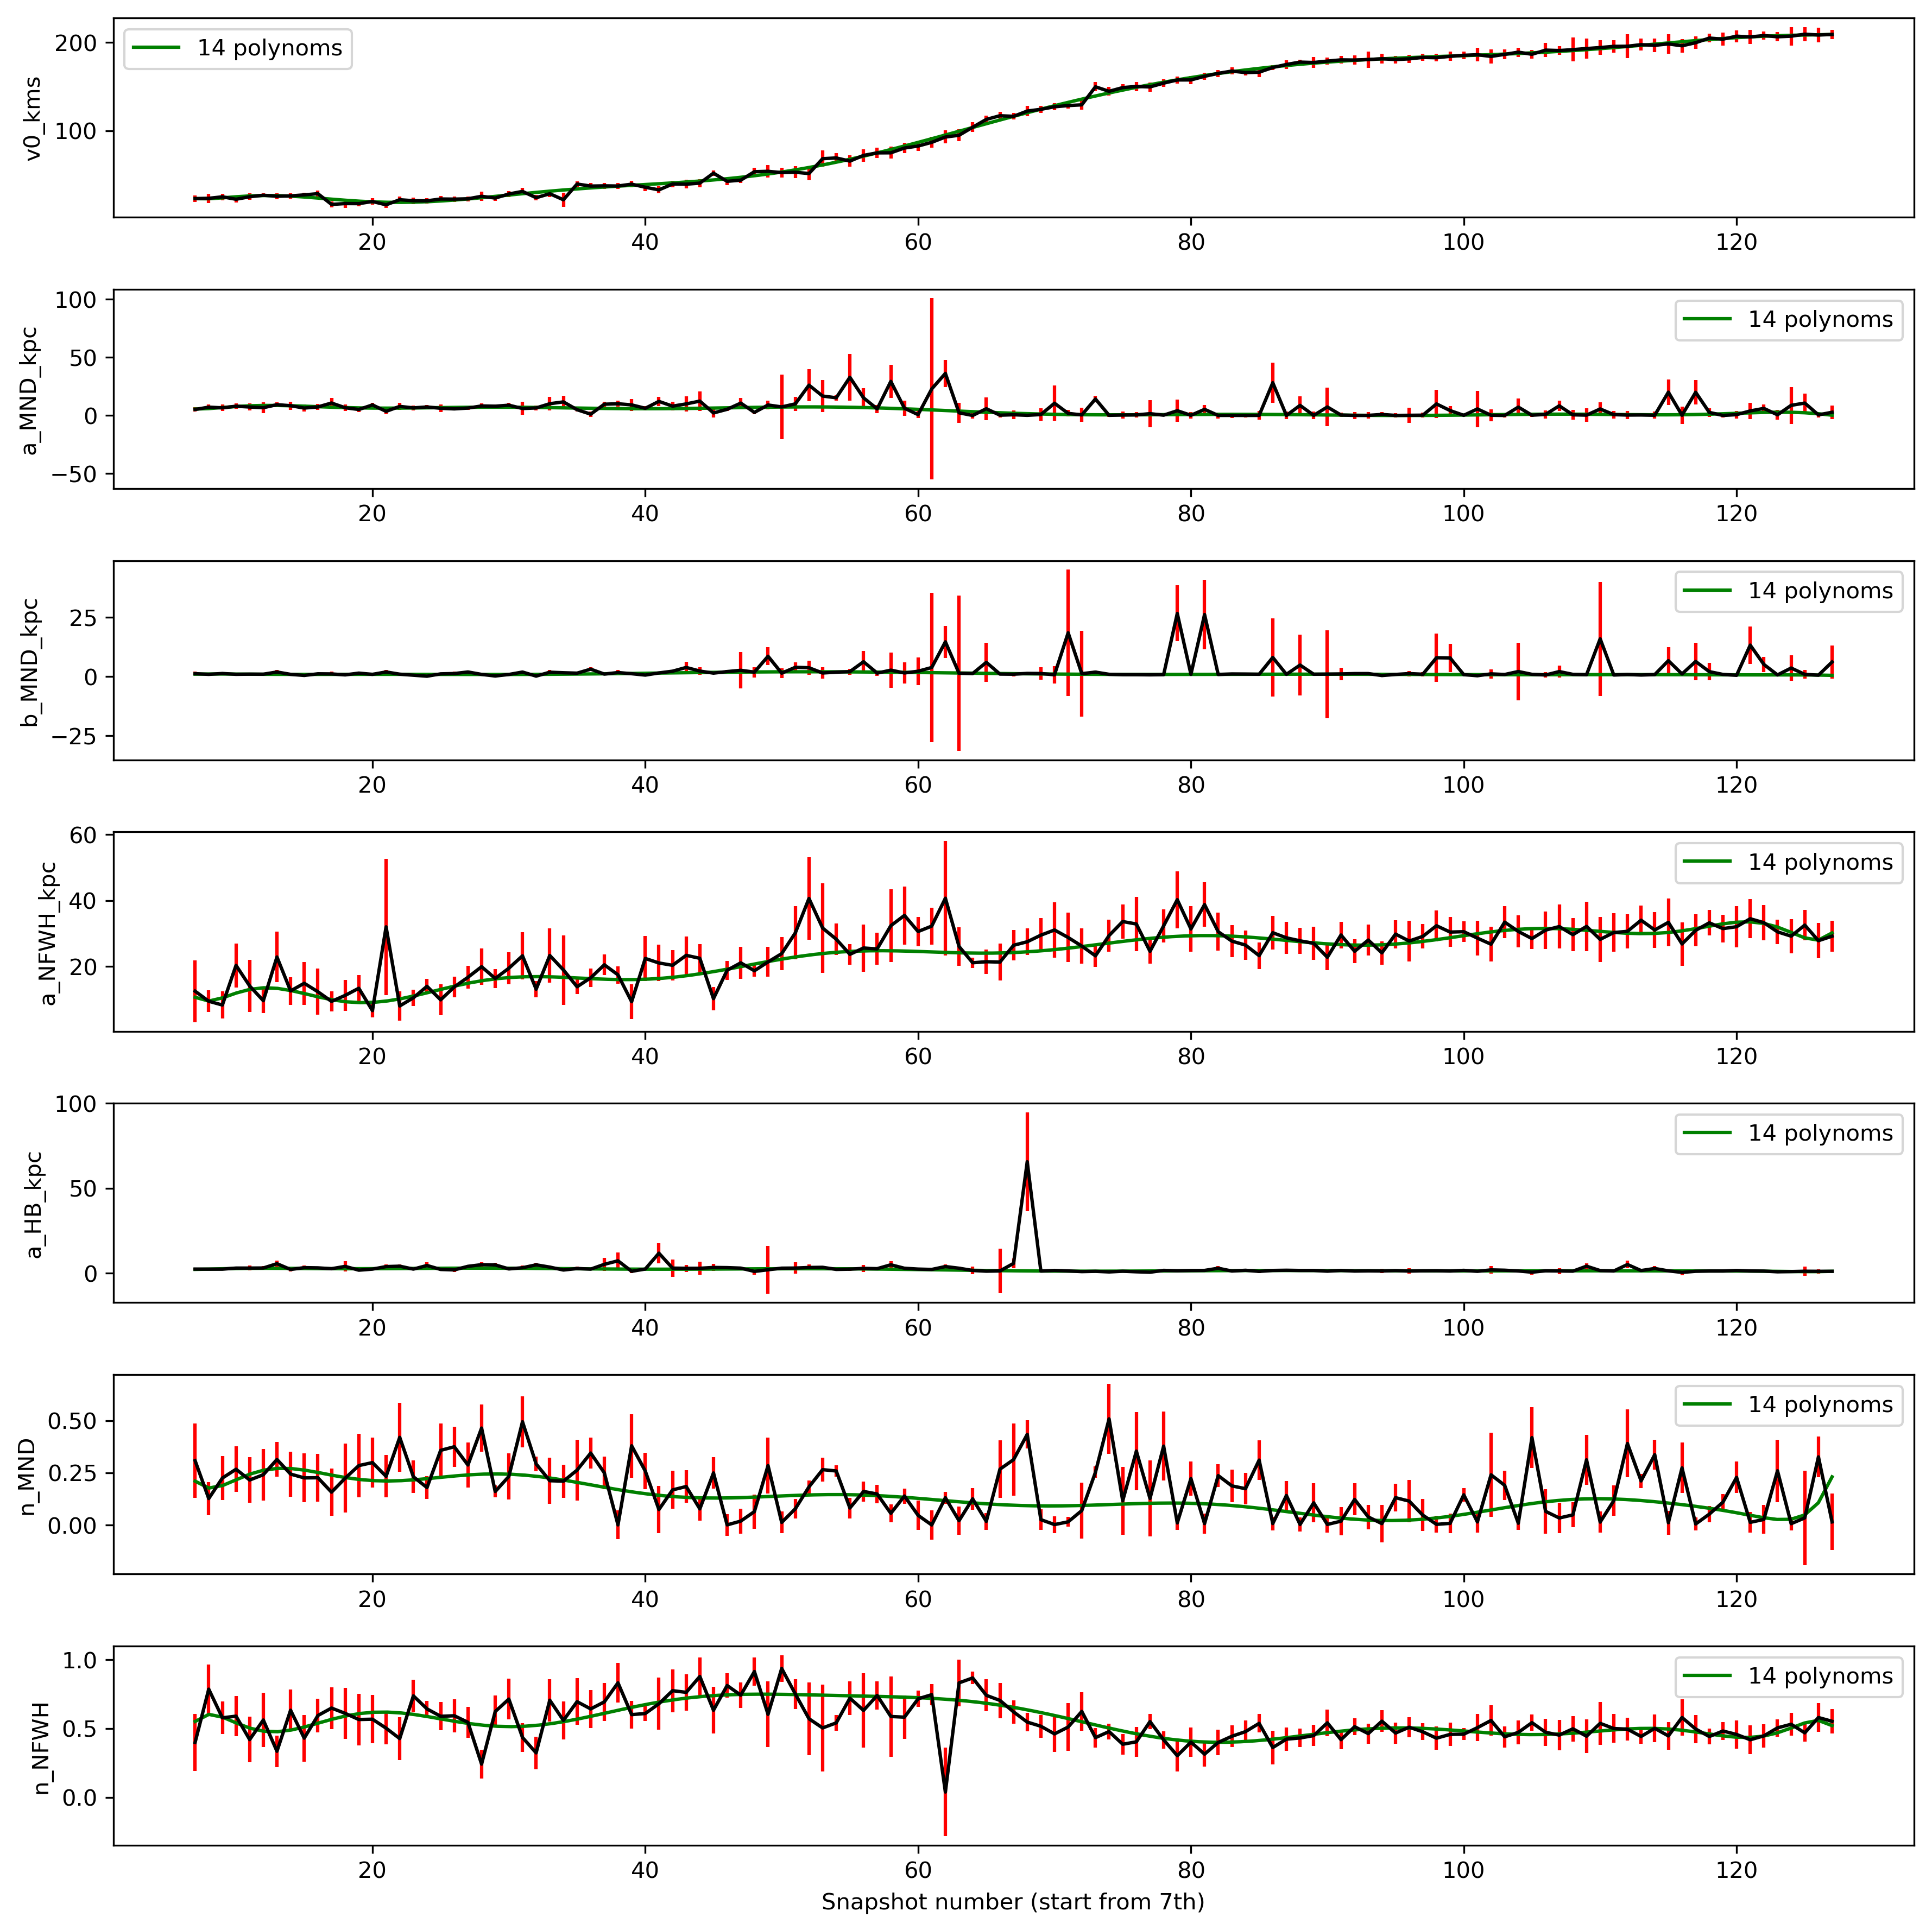 200
100
v0_kms
14 polynoms
20 40 60 80 100 120
100
50
0
−50
a_MND_kpc
14 polynoms
20 40 60 80 100 120
25
0
−25
b_MND_kpc
14 polynoms
20 40 60 80 100 120
60
40
20
a_NFWH_kpc
14 polynoms
20 40 60 80 100 120
100
50
0
a_HB_kpc
14 polynoms
20 40 60 80 100 120
0.50
0.25
0.00
n_MND
14 polynoms
20 40 60 80 100 120
1.0
0.5
0.0
n_NFWH
14 polynoms
20 40 60 80 100 120
Snapshot number (start from 7th)